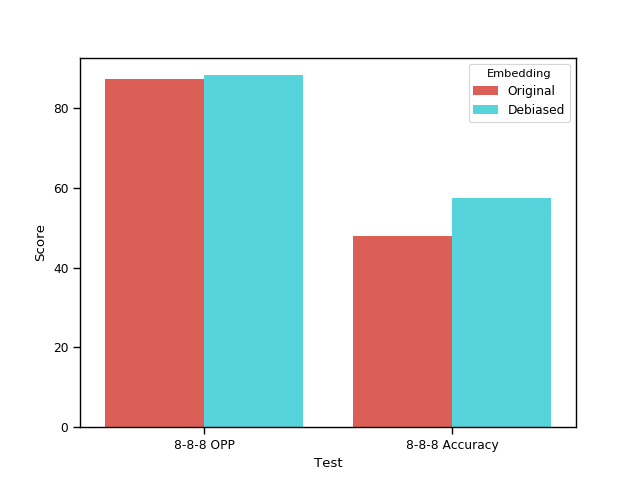 Embedding
Original
Debiased
80
60
40
20
0
Score
8-8-8 OPP
8-8-8 Accuracy
Test